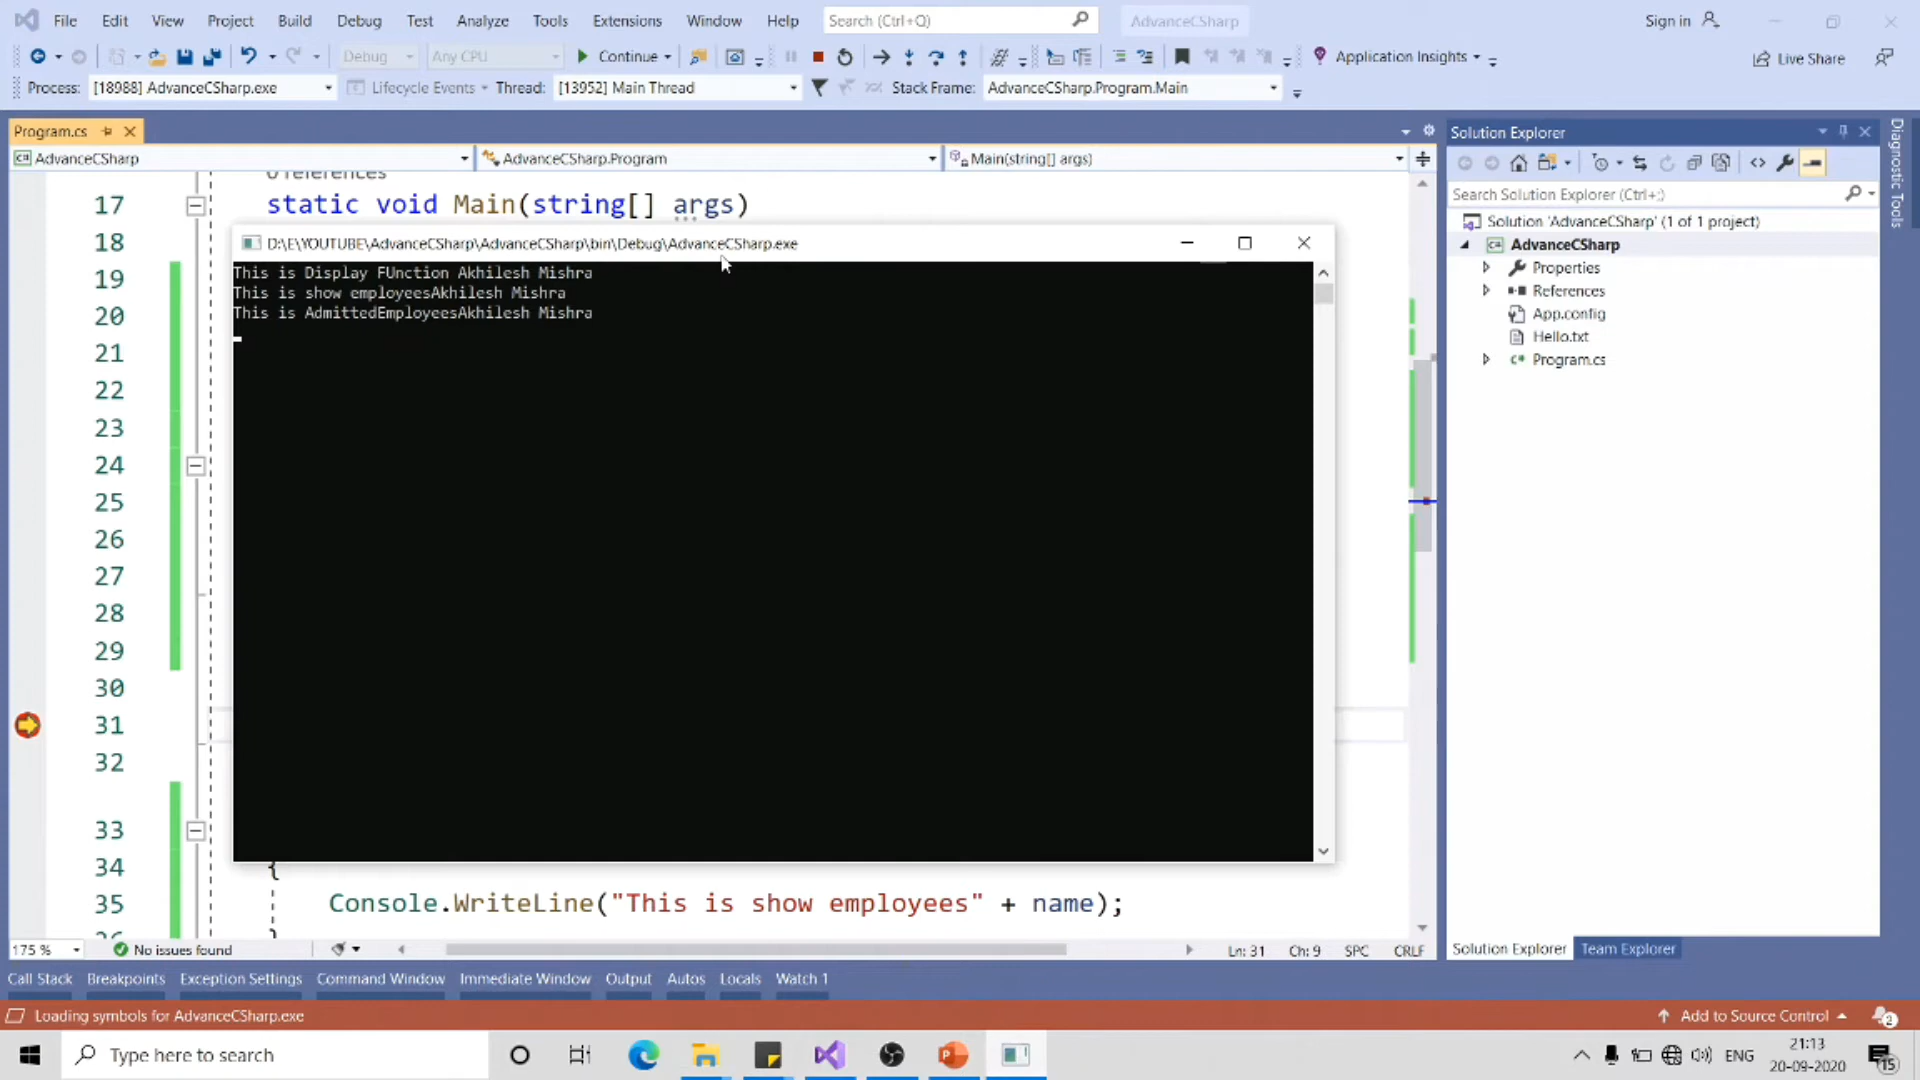 File Edit View Project Build Debug Test Analyze Tools Extensions Window Help Search (Ctrl+Q) AdvanceCSharp Sign in
Debug Any CPU Continue Application Insights Live Share
Process: [18988] AdvanceCSharp.exe Lifecycle Events Thread: [13952] Main Thread Stack Frame: AdvanceCSharp.Program.Main
Program.cs
AdvanceCSharp AdvanceCSharp.Program Main(string[] args)
0 references
17 static void Main(string[] args)
18
D:\E\YOUTUBE\AdvanceCSharp\AdvanceCSharp\bin\Debug\AdvanceCSharp.exe
This is Display FUnction Akhilesh Mishra
This is show employeesAkhilesh Mishra
This is AdmittedEmployeesAkhilesh Mishra
19
20
21
22
23
24
25
26
27
28
29
30
31
32
33
34 {
35 Console.WriteLine("This is show employees" + name);
36 }
175 % No issues found Ln: 31 Ch: 9 SPC CRLF
Solution Explorer
Search Solution Explorer (Ctrl+;)
Solution 'AdvanceCSharp' (1 of 1 project)
AdvanceCSharp
Properties
References
App.config
Hello.txt
Program.cs
Solution Explorer Team Explorer
Diagnostic Tools
Call Stack Breakpoints Exception Settings Command Window Immediate Window Output Autos Locals Watch 1
Loading symbols for AdvanceCSharp.exe Add to Source Control 2
Type here to search ENG 21:13
20-09-2020 15